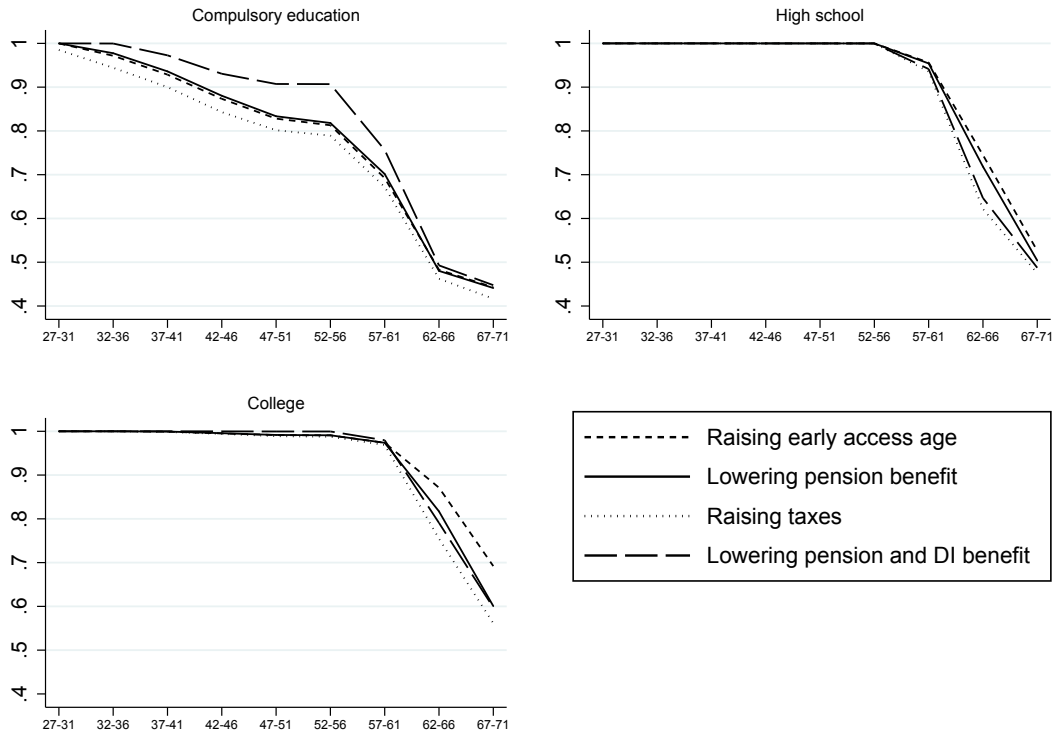 Compulsory education
1
.9
.8
.7
.6
.5
.4
27-31 32-36 37-41 42-46 47-51 52-56 57-61 62-66 67-71
High school
1
.9
.8
.7
.6
.5
.4
27-31 32-36 37-41 42-46 47-51 52-56 57-61 62-66 67-71
College
1
.9
.8
.7
.6
.5
.4
27-31 32-36 37-41 42-46 47-51 52-56 57-61 62-66 67-71
Raising early access age
Lowering pension benefit
Raising taxes
Lowering pension and DI benefit